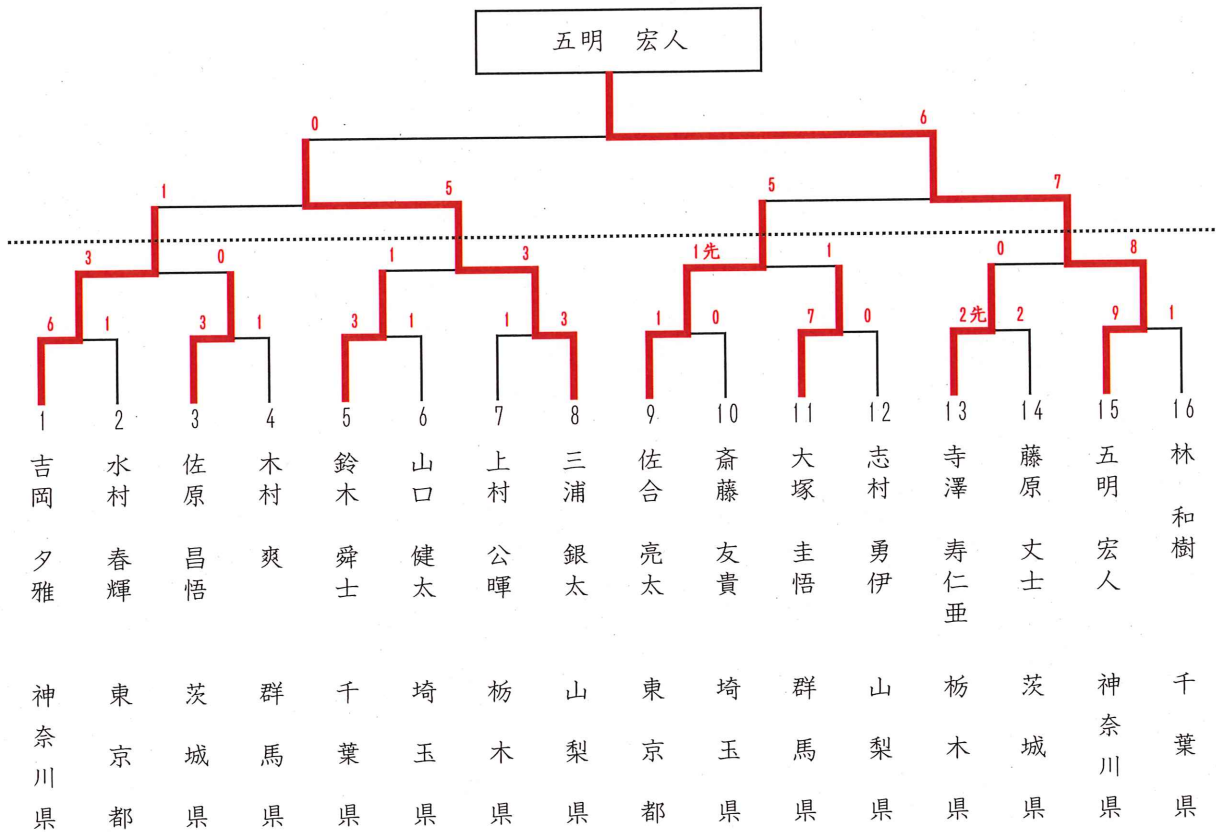 五明 宏人
0 6
1 5 5 7
3 0 1 3 1先 1 0 8
6 1 3 1 3 1 1 3 1 0 7 0 2先 2 9 1
1 2 3 4 5 6 7 8 9 10 11 12 13 14 15 16
吉岡 夕雅
水村 春輝
佐原 昌悟
木村 爽
鈴木 舜士
山口 健太
上村 公暉
三浦 銀太
佐合 亮太
斎藤 友貴
大塚 圭悟
志村 勇伊
寺澤 寿仁亜
藤原 丈士
五明 宏人
林 和樹
神奈川県
東京都
茨城県
群馬県
千葉県
埼玉県
栃木県
山梨県
東京都
埼玉県
群馬県
山梨県
栃木県
茨城県
神奈川県
千葉県